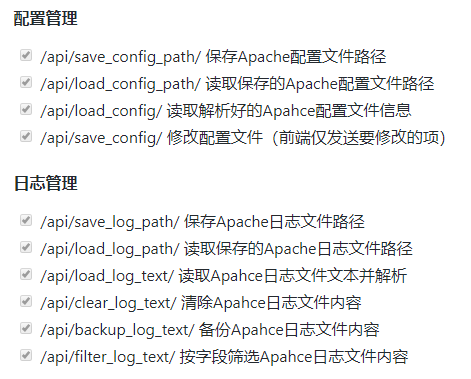 配置管理
/api/save_config_path/ 保存Apache配置文件路径
/api/load_config_path/ 读取保存的Apache配置文件路径
/api/load_config/ 读取解析好的Apahce配置文件信息
/api/save_config/ 修改配置文件（前端仅发送要修改的项）
日志管理
/api/save_log_path/ 保存Apache日志文件路径
/api/load_log_path/ 读取保存的Apache日志文件路径
/api/load_log_text/ 读取Apahce日志文件文本并解析
/api/clear_log_text/ 清除Apahce日志文件内容
/api/backup_log_text/ 备份Apahce日志文件内容
/api/filter_log_text/ 按字段筛选Apahce日志文件内容